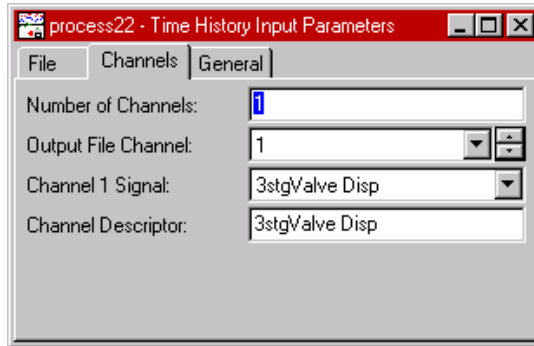 process22 - Time History Input Parameters
File Channels General
Number of Channels: 1
Output File Channel: 1
Channel 1 Signal: 3stgValve Disp
Channel Descriptor: 3stgValve Disp